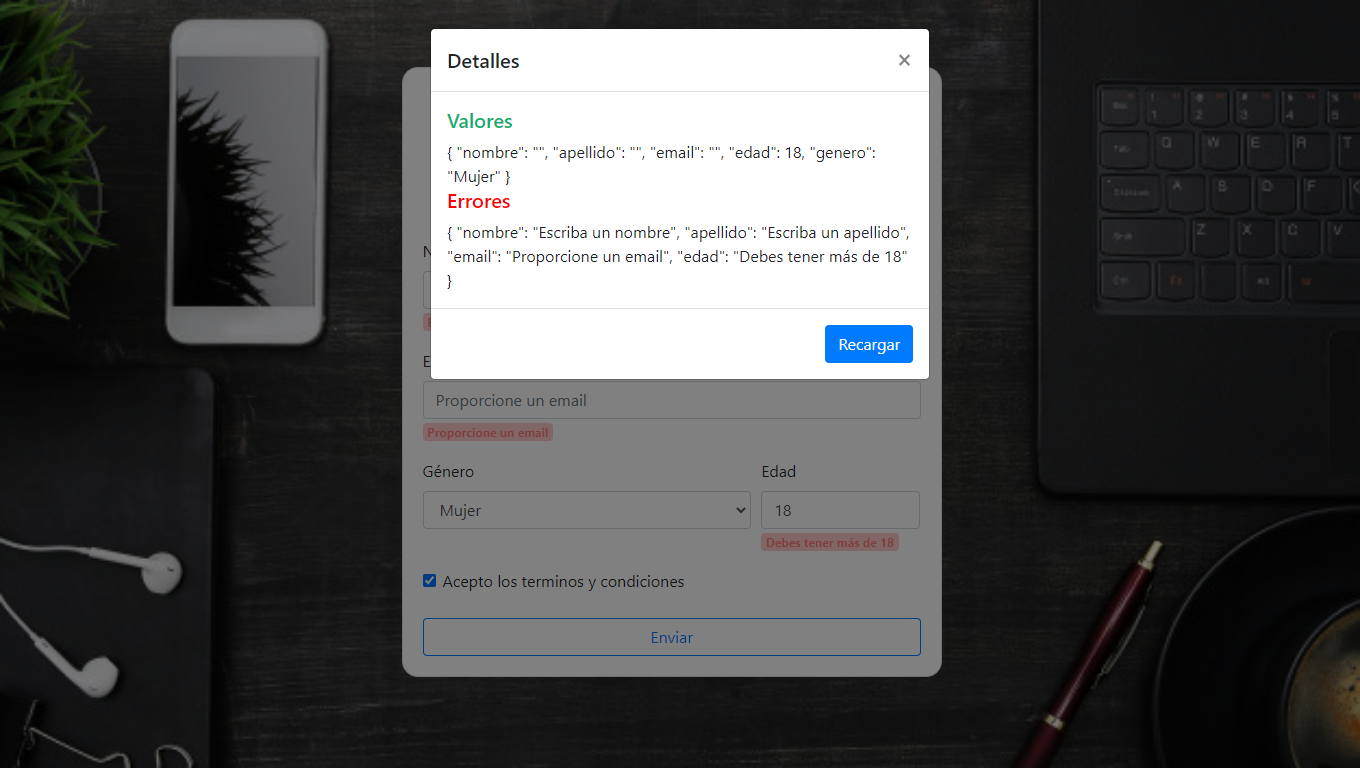 Detalles ×
Valores
{ "nombre": "", "apellido": "", "email": "", "edad": 18, "genero":
"Mujer" }
Errores
{ "nombre": "Escriba un nombre", "apellido": "Escriba un apellido",
"email": "Proporcione un email", "edad": "Debes tener más de 18"
}
Recargar
Proporcione un email
Proporcione un email
Género Edad
Mujer 18
Debes tener más de 18
Acepto los terminos y condiciones
Enviar